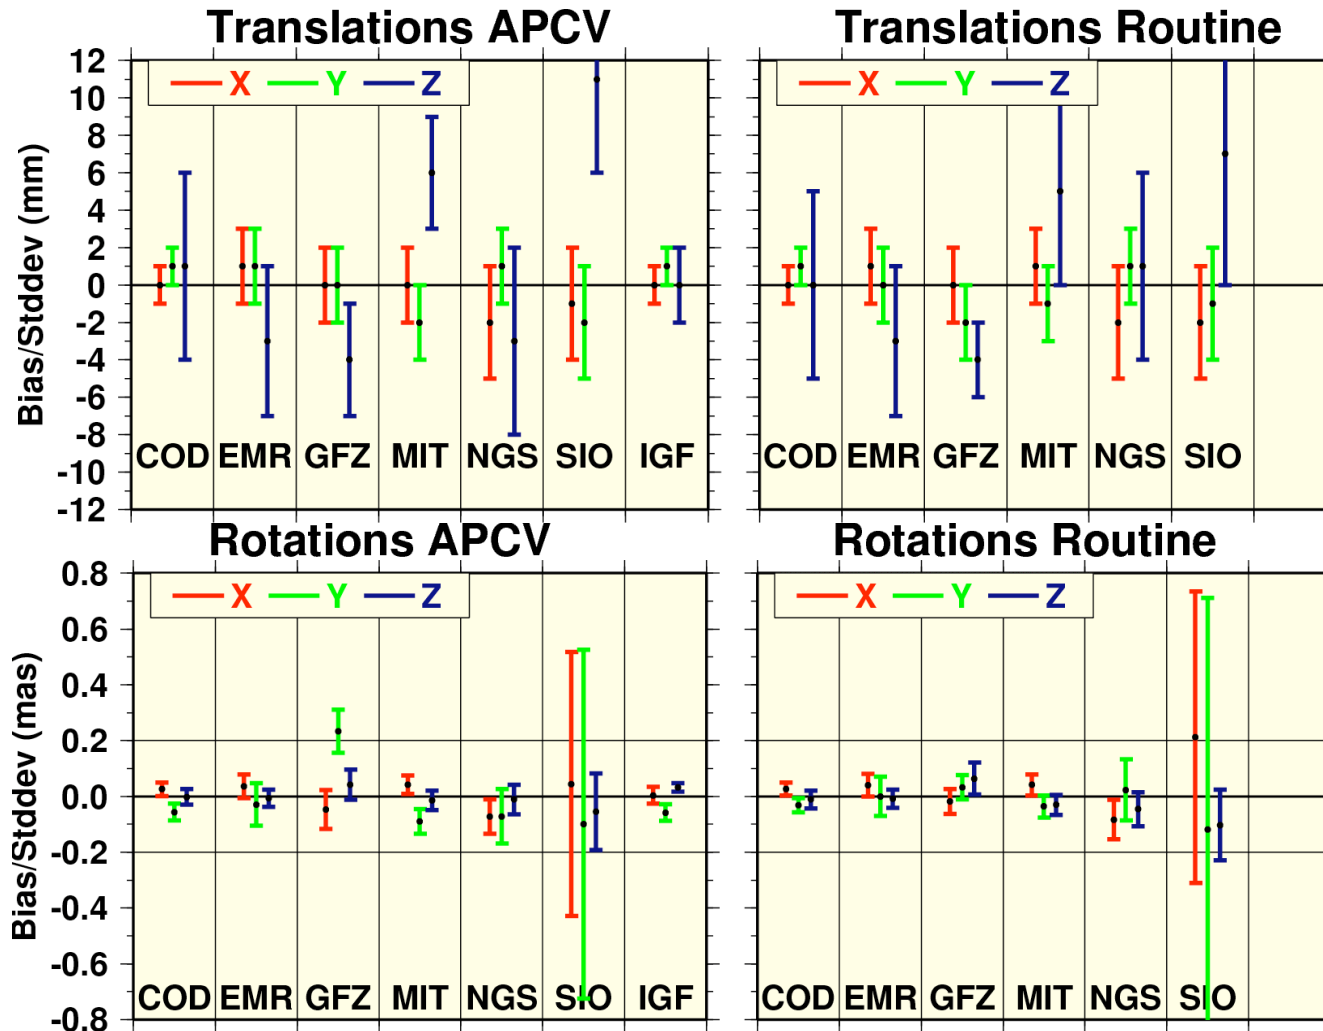 Translations APCV
Translations Routine
X Y Z
X Y Z
Bias/Stddev (mm)
12
10
8
6
4
2
0
-2
-4
-6
-8
-10
-12
COD EMR GFZ MIT NGS SIO IGF
COD EMR GFZ MIT NGS SIO
Rotations APCV
Rotations Routine
X Y Z
X Y Z
Bias/Stddev (mas)
0.8
0.6
0.4
0.2
0.0
-0.2
-0.4
-0.6
-0.8
COD EMR GFZ MIT NGS SIO IGF
COD EMR GFZ MIT NGS SIO